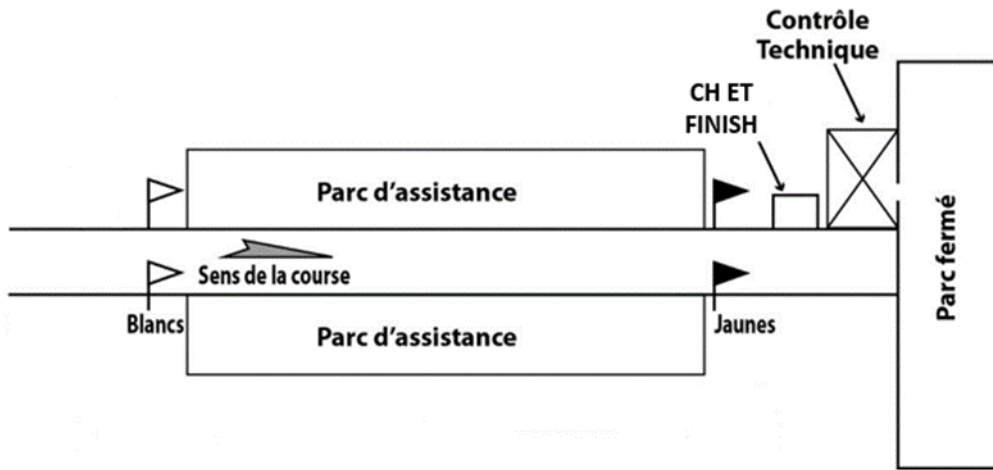 Contrôle
Technique
CH ET
FINISH
Parc d'assistance
Sens de la course
Blancs
Jaunes
Parc d'assistance
Parc fermé